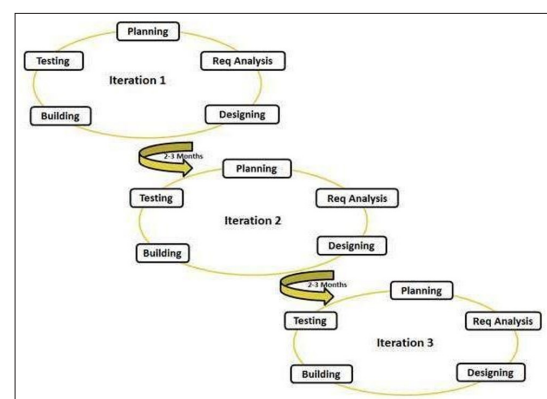 Planning
Testing
Req Analysis
Iteration 1
Building
Designing
2-3 Months
Planning
Testing
Req Analysis
Iteration 2
Building
Designing
2-3 Months
Planning
Testing
Req Analysis
Iteration 3
Building
Designing